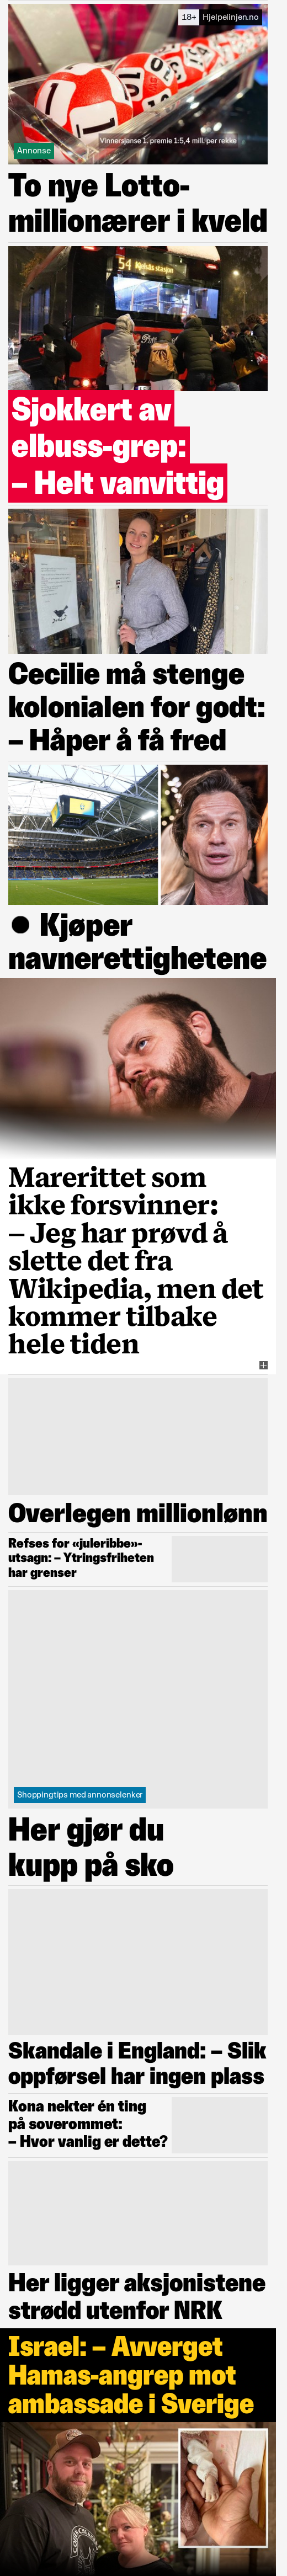 18+ Hjelpelinjen.no
Vinnersjanse 1. premie 1:5,4 mill. per rekke
Annonse
To nye Lotto-
millionærer i kveld
54 Kjelsås stasjon
Sjokkert av
elbuss-grep:
– Helt vanvittig
Cecilie må stenge
kolonialen for godt:
– Håper å få fred
● Kjøper
navnerettighetene
Marerittet som
ikke forsvinner:
– Jeg har prøvd å
slette det fra
Wikipedia, men det
kommer tilbake
hele tiden
Overlegen millionlønn
Refses for «juleribbe»-
utsagn: – Ytringsfriheten
har grenser
Shoppingtips med annonselenker
Her gjør du
kupp på sko
Skandale i England: – Slik
oppførsel har ingen plass
Kona nekter én ting
på soverommet:
– Hvor vanlig er dette?
Her ligger aksjonistene
strødd utenfor NRK
Israel: – Avverget
Hamas-angrep mot
ambassade i Sverige